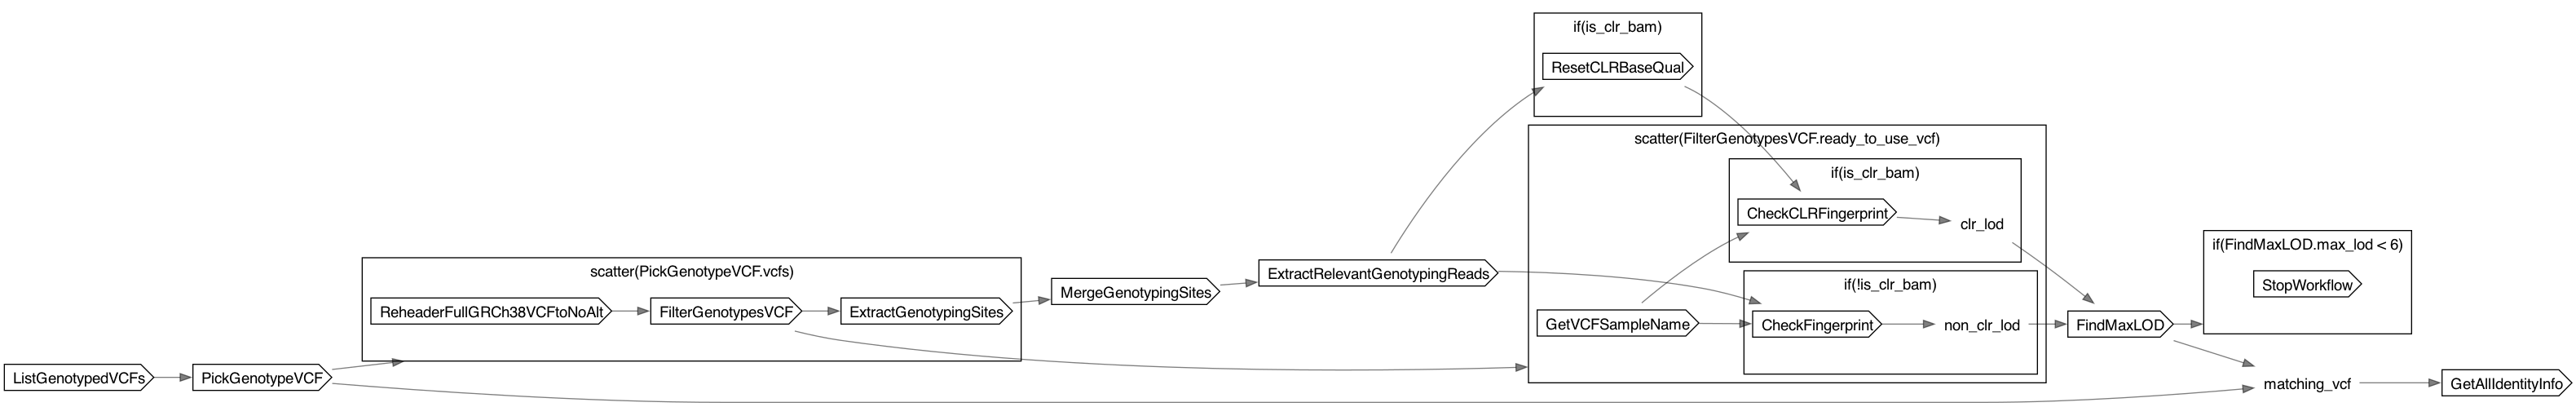 if(is_clr_bam)
ResetCLRBaseQual
scatter(FilterGenotypesVCF.ready_to_use_vcf)
if(is_clr_bam)
CheckCLRFingerprint
clr_lod
if(FindMaxLOD.max_lod < 6)
StopWorkflow
scatter(PickGenotypeVCF.vcfs)
ReheaderFullGRCh38VCFtoNoAlt
FilterGenotypesVCF
ExtractGenotypingSites
MergeGenotypingSites
ExtractRelevantGenotypingReads
if(!is_clr_bam)
GetVCFSampleName
CheckFingerprint
non_clr_lod
FindMaxLOD
ListGenotypedVCFs
PickGenotypeVCF
matching_vcf
GetAllIdentityInfo